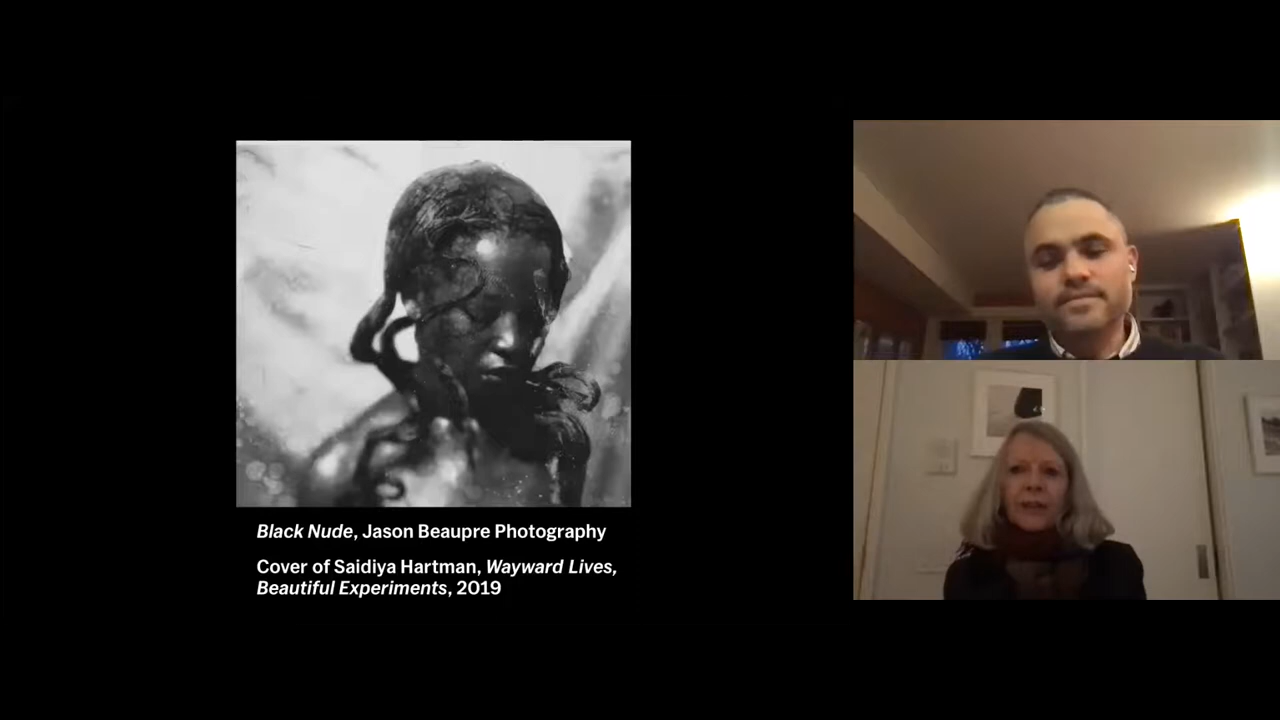 Black Nude, Jason Beaupre Photography
Cover of Saidiya Hartman, Wayward Lives,
Beautiful Experiments, 2019